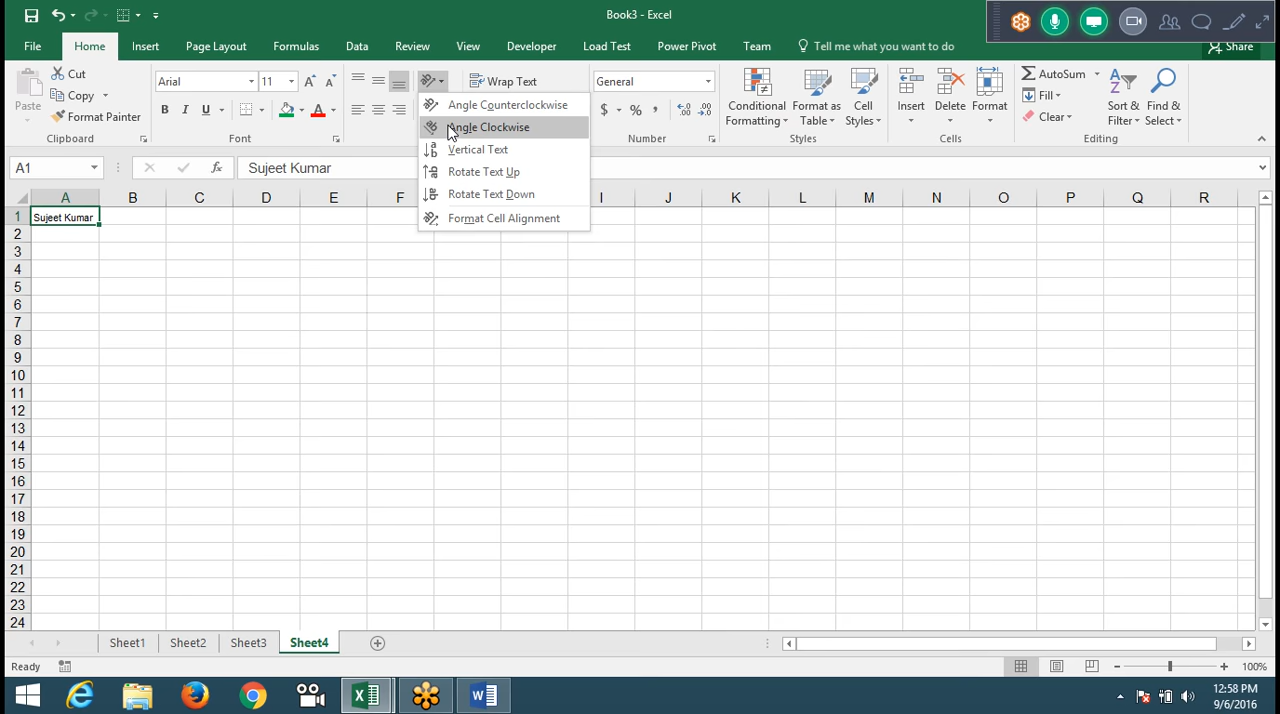 Book3 - Excel
File Home Insert Page Layout Formulas Data Review View Developer Load Test Power Pivot Team Tell me what you want to do Share
Paste
Cut
Copy
Format Painter
Clipboard
Arial 11
B I U
Font
Wrap Text
Angle Counterclockwise
Angle Clockwise
Vertical Text
Rotate Text Up
Rotate Text Down
Format Cell Alignment
General
$ % ,
Number
Conditional Formatting
Format as Table
Cell Styles
Styles
Insert Delete Format
Cells
AutoSum
Fill
Clear
Sort & Filter
Find & Select
Editing
A1 fx Sujeet Kumar
A B C D E F I J K L M N O P Q R
1 Sujeet Kumar
2
3
4
5
6
7
8
9
10
11
12
13
14
15
16
17
18
19
20
21
22
23
24
Sheet1 Sheet2 Sheet3 Sheet4
Ready 100%
12:58 PM
9/6/2016